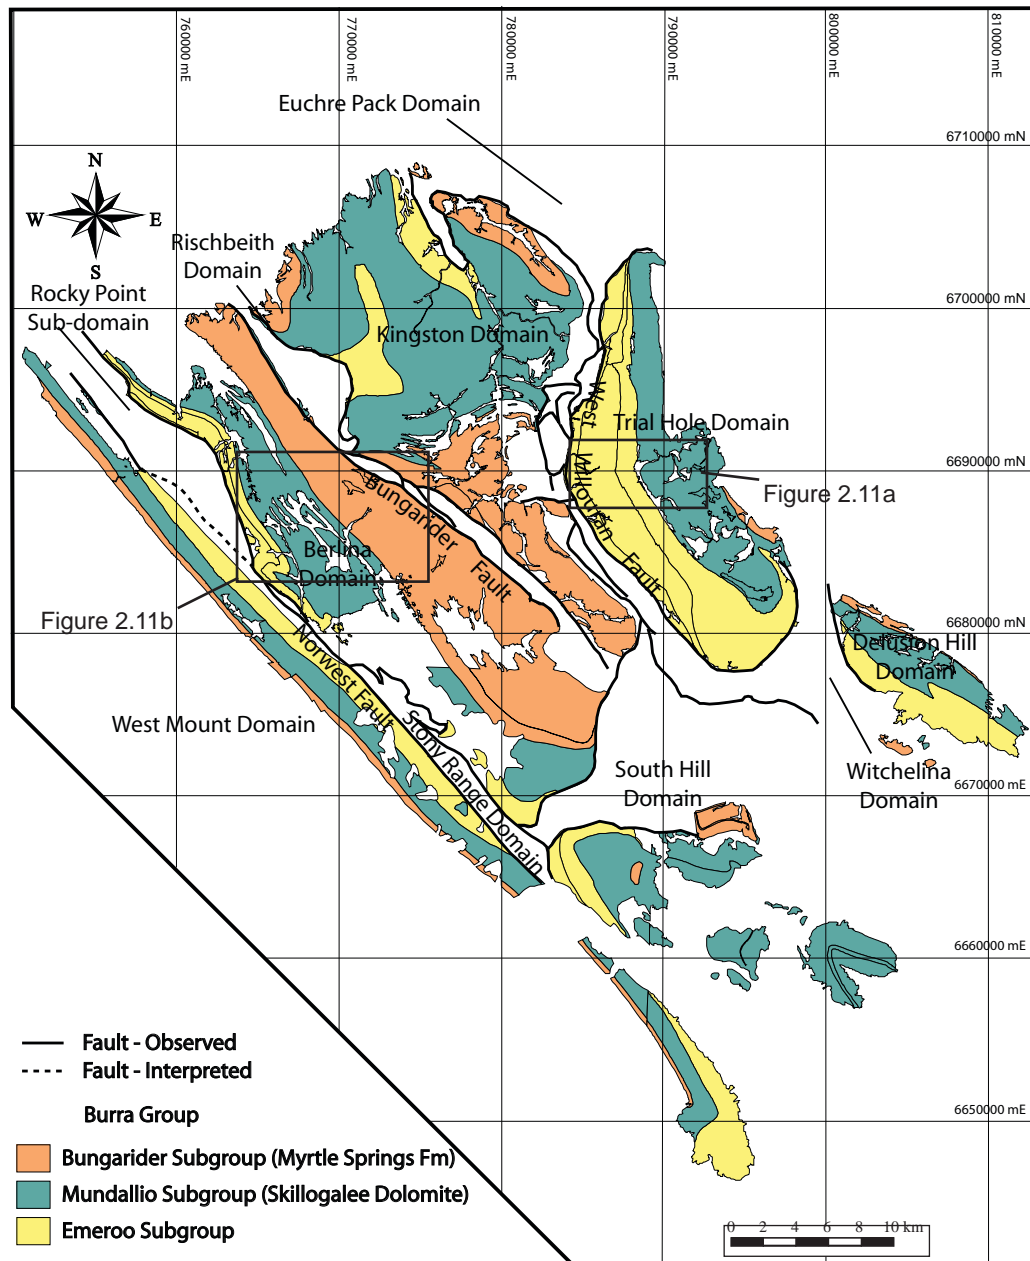 760000 mE
770000 mE
780000 mE
790000 mE
800000 mE
810000 mE
Euchre Pack Domain
6710000 mN
N
W
E
S
Rischbeith
Domain
Rocky Point
Sub-domain
6700000 mN
Kingston Domain
West
Willouran
Fault
Trial Hole Domain
6690000 mN
Figure 2.11a
Bungarider
Fault
Berlina
Domain
Figure 2.11b
6680000 mN
Delusion Hill
Domain
Norwest Fault
West Mount Domain
Stony Range Domain
South Hill
Domain
Witchelina
Domain
6670000 mN
6660000 mN
6650000 mN
Fault - Observed
Fault - Interpreted
Burra Group
Bungarider Subgroup (Myrtle Springs Fm)
Mundallio Subgroup (Skillogalee Dolomite)
Emeroo Subgroup
0 2 4 6 8 10 km